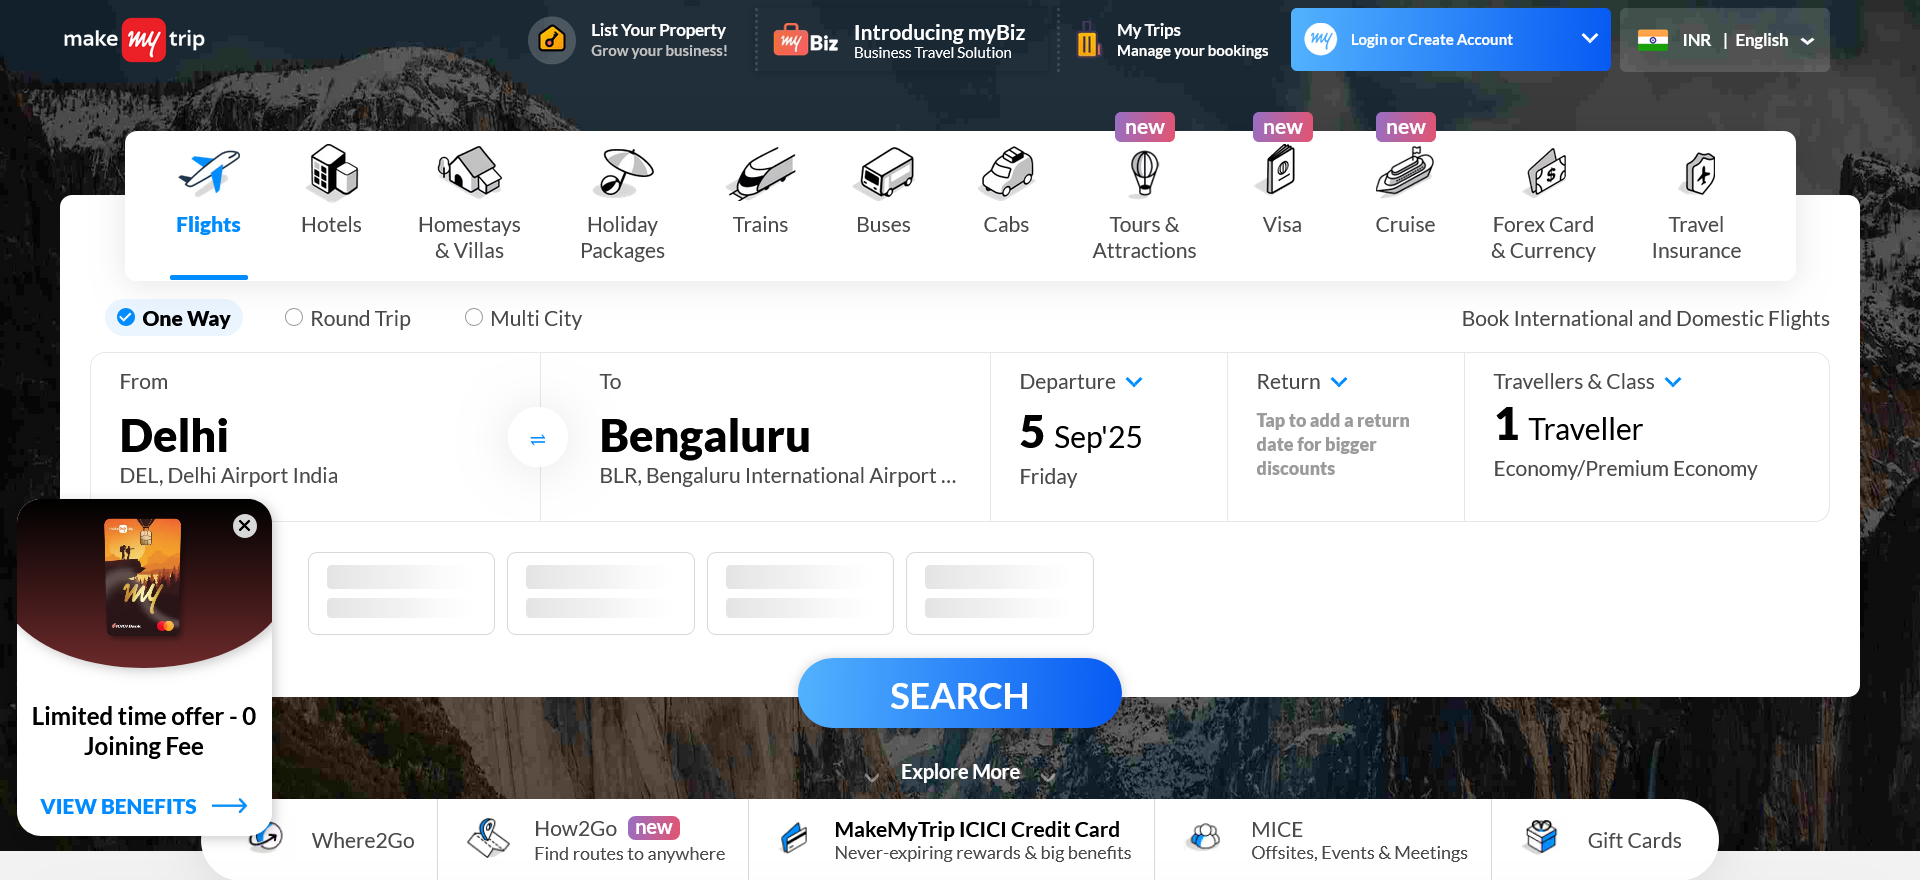 make my trip
List Your Property
Grow your business!
my Biz
Introducing myBiz
Business Travel Solution
My Trips
Manage your bookings
my
Login or Create Account
INR | English
new
new
new
Flights
Hotels
Homestays
& Villas
Holiday
Packages
Trains
Buses
Cabs
Tours &
Attractions
Visa
Cruise
Forex Card
& Currency
Travel
Insurance
One Way
Round Trip
Multi City
Book International and Domestic Flights
From
Delhi
DEL, Delhi Airport India
To
Bengaluru
BLR, Bengaluru International Airport ...
Departure
5 Sep'25
Friday
Return
Tap to add a return
date for bigger
discounts
Travellers & Class
1 Traveller
Economy/Premium Economy
my
ICICI Bank
Limited time offer - 0
Joining Fee
VIEW BENEFITS
SEARCH
Explore More
Where2Go
How2Go new
Find routes to anywhere
MakeMyTrip ICICI Credit Card
Never-expiring rewards & big benefits
MICE
Offsites, Events & Meetings
Gift Cards